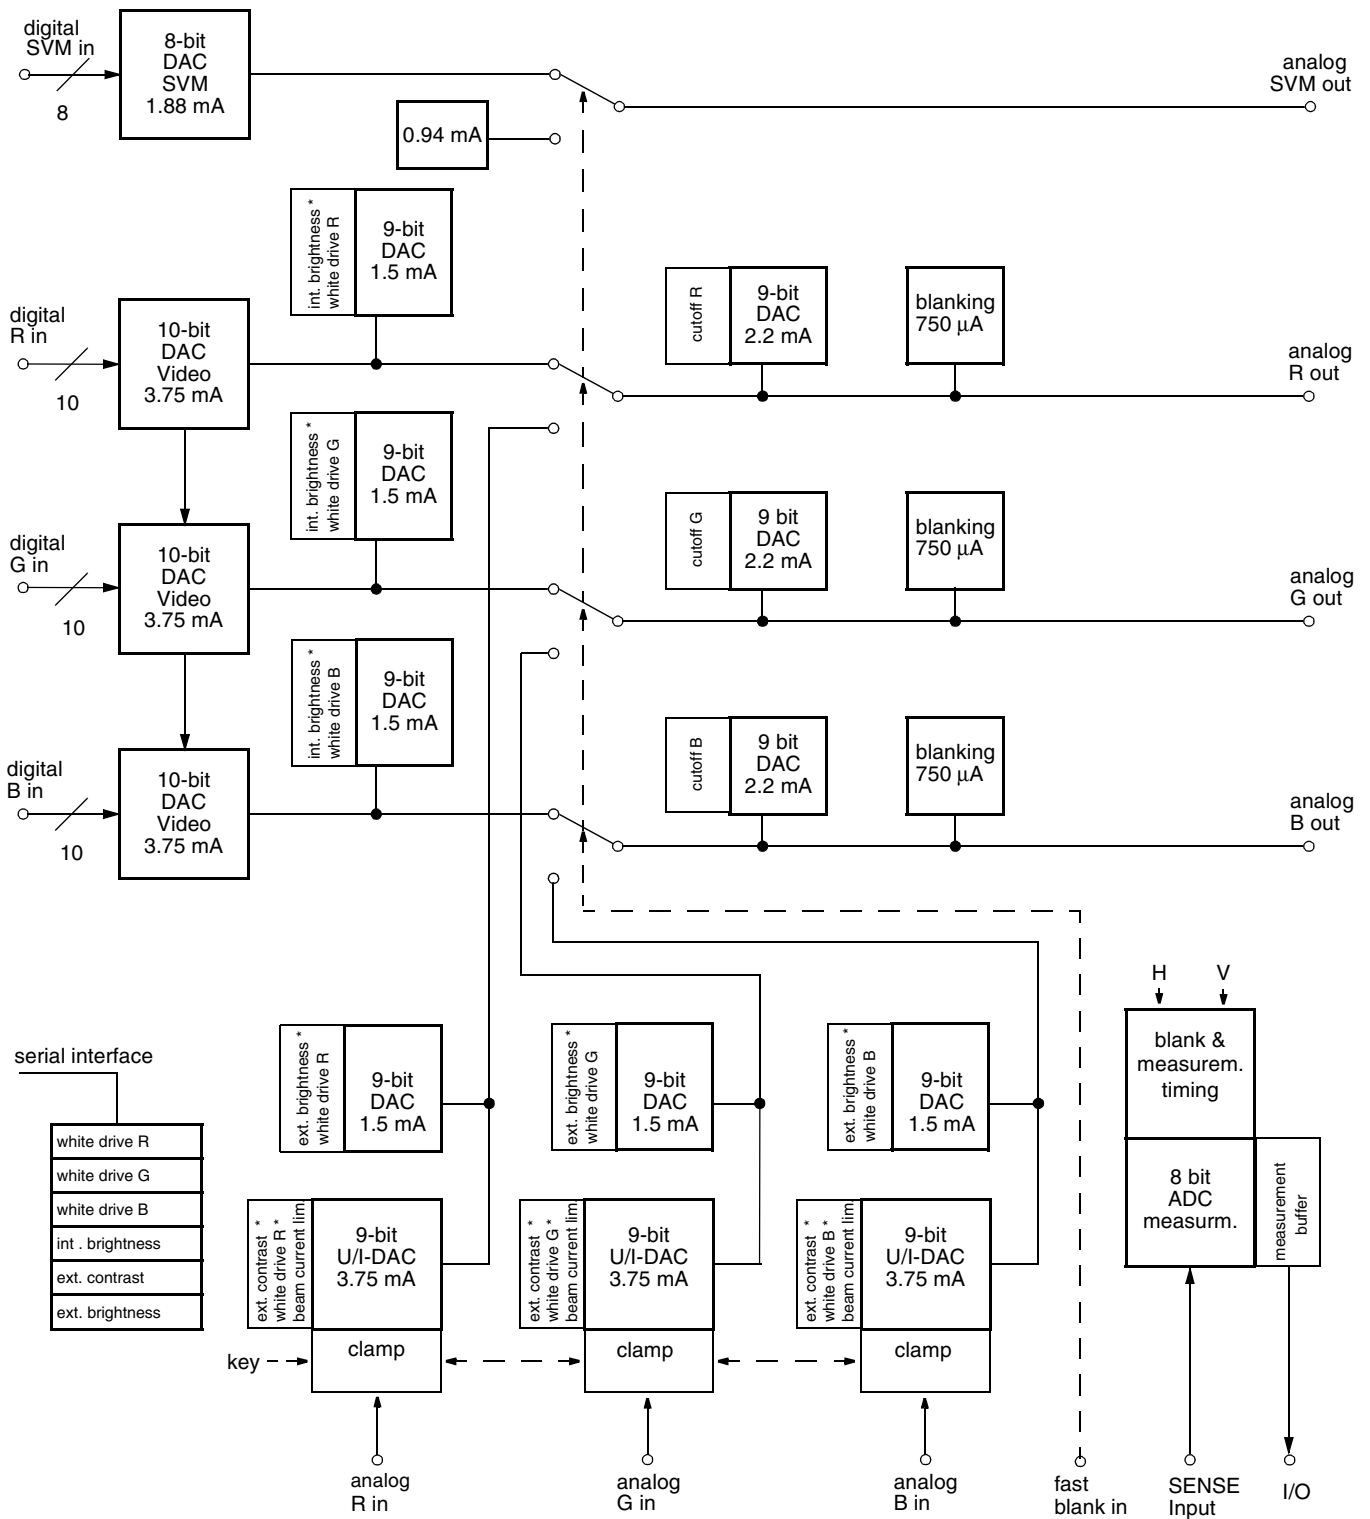 digital
SVM in
8
8-bit
DAC
SVM
1.88 mA
analog
SVM out
0.94 mA
int. brightness *
white drive R
9-bit
DAC
1.5 mA
digital
R in
10
10-bit
DAC
Video
3.75 mA
cutoff R
9-bit
DAC
2.2 mA
blanking
750 µA
analog
R out
int. brightness *
white drive G
9-bit
DAC
1.5 mA
digital
G in
10
10-bit
DAC
Video
3.75 mA
cutoff G
9 bit
DAC
2.2 mA
blanking
750 µA
analog
G out
int. brightness *
white drive B
9-bit
DAC
1.5 mA
digital
B in
10
10-bit
DAC
Video
3.75 mA
cutoff B
9 bit
DAC
2.2 mA
blanking
750 µA
analog
B out
serial interface
white drive R
white drive G
white drive B
int . brightness
ext. contrast
ext. brightness
ext. brightness *
white drive R
9-bit
DAC
1.5 mA
ext. brightness *
white drive G
9-bit
DAC
1.5 mA
ext. brightness *
white drive B
9-bit
DAC
1.5 mA
H
V
blank &
measurem.
timing
ext. contrast *
white drive R *
beam current lim.
9-bit
U/I-DAC
3.75 mA
clamp
ext. contrast *
white drive G *
beam current lim.
9-bit
U/I-DAC
3.75 mA
clamp
ext. contrast *
white drive B *
beam current lim.
9-bit
U/I-DAC
3.75 mA
clamp
8 bit
ADC
measurm.
measurement
buffer
key
analog
R in
analog
G in
analog
B in
fast
blank in
SENSE
Input
I/O